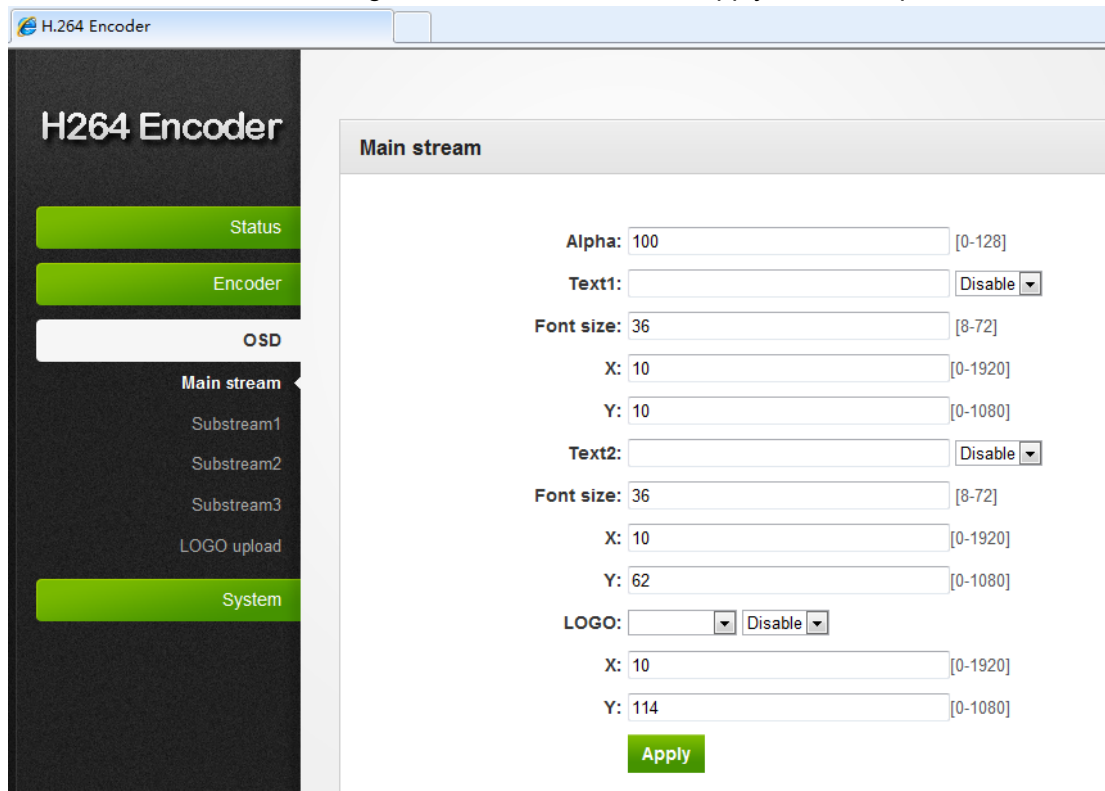 H.264 Encoder
H264 Encoder
Status
Encoder
OSD
Main stream
Substream1
Substream2
Substream3
LOGO upload
System
Main stream
Alpha: 100 [0-128]
Text1: Disable
Font size: 36 [8-72]
X: 10 [0-1920]
Y: 10 [0-1080]
Text2: Disable
Font size: 36 [8-72]
X: 10 [0-1920]
Y: 62 [0-1080]
LOGO: Disable
X: 10 [0-1920]
Y: 114 [0-1080]
Apply